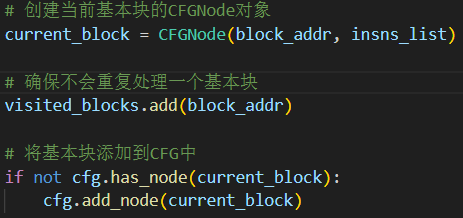 # 创建当前基本块的CFGNode对象
current_block = CFGNode(block_addr, insns_list)
# 确保不会重复处理一个基本块
visited_blocks.add(block_addr)
# 将基本块添加到CFG中
if not cfg.has_node(current_block):
    cfg.add_node(current_block)